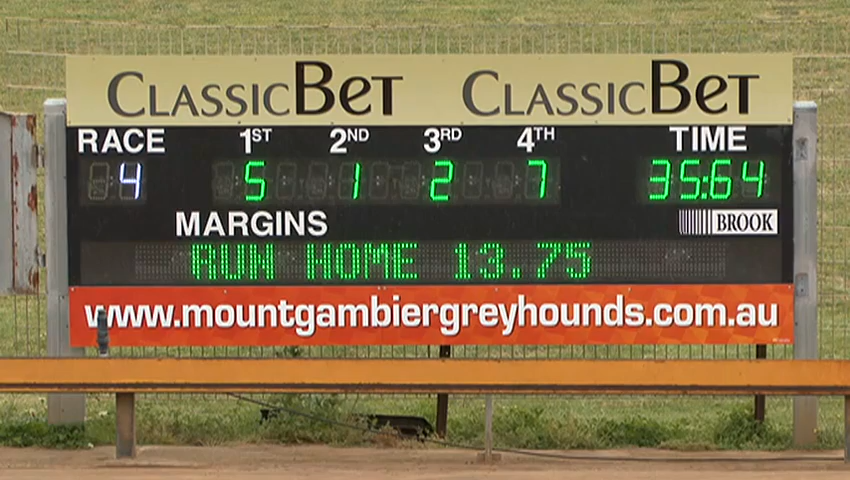 CLASSICBET CLASSICBET
RACE 1ST 2ND 3RD 4TH TIME
4 5 1 2 7 35:64
MARGINS BROOK
RUN HOME 13.75
www.mountgambiergreyhounds.com.au